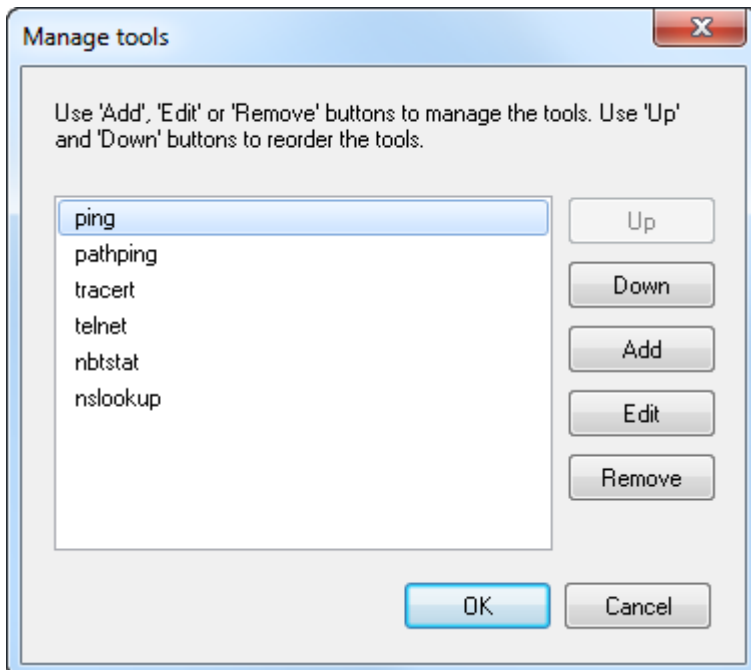 Manage tools
Use 'Add', 'Edit' or 'Remove' buttons to manage the tools. Use 'Up'
and 'Down' buttons to reorder the tools.
ping
pathping
tracert
telnet
nbtstat
nslookup
Up
Down
Add
Edit
Remove
OK
Cancel